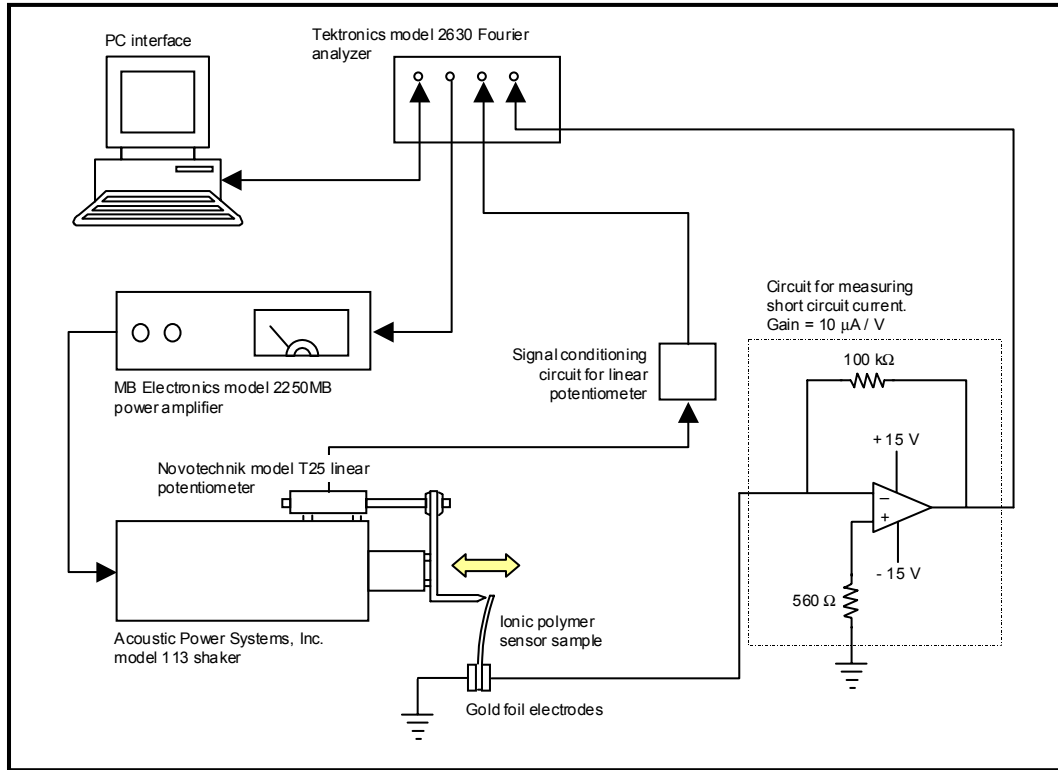 PC interface
Tektronics model 2630 Fourier
analyzer
Circuit for measuring
short circuit current.
Gain = 10 μA / V
100 kΩ
Signal conditioning
circuit for linear
potentiometer
MB Electronics model 2250MB
power amplifier
+15 V
Novotechnik model T25 linear
potentiometer
−
+
- 15 V
560 Ω
Ionic polymer
sensor sample
Acoustic Power Systems, Inc.
model 113 shaker
Gold foil electrodes